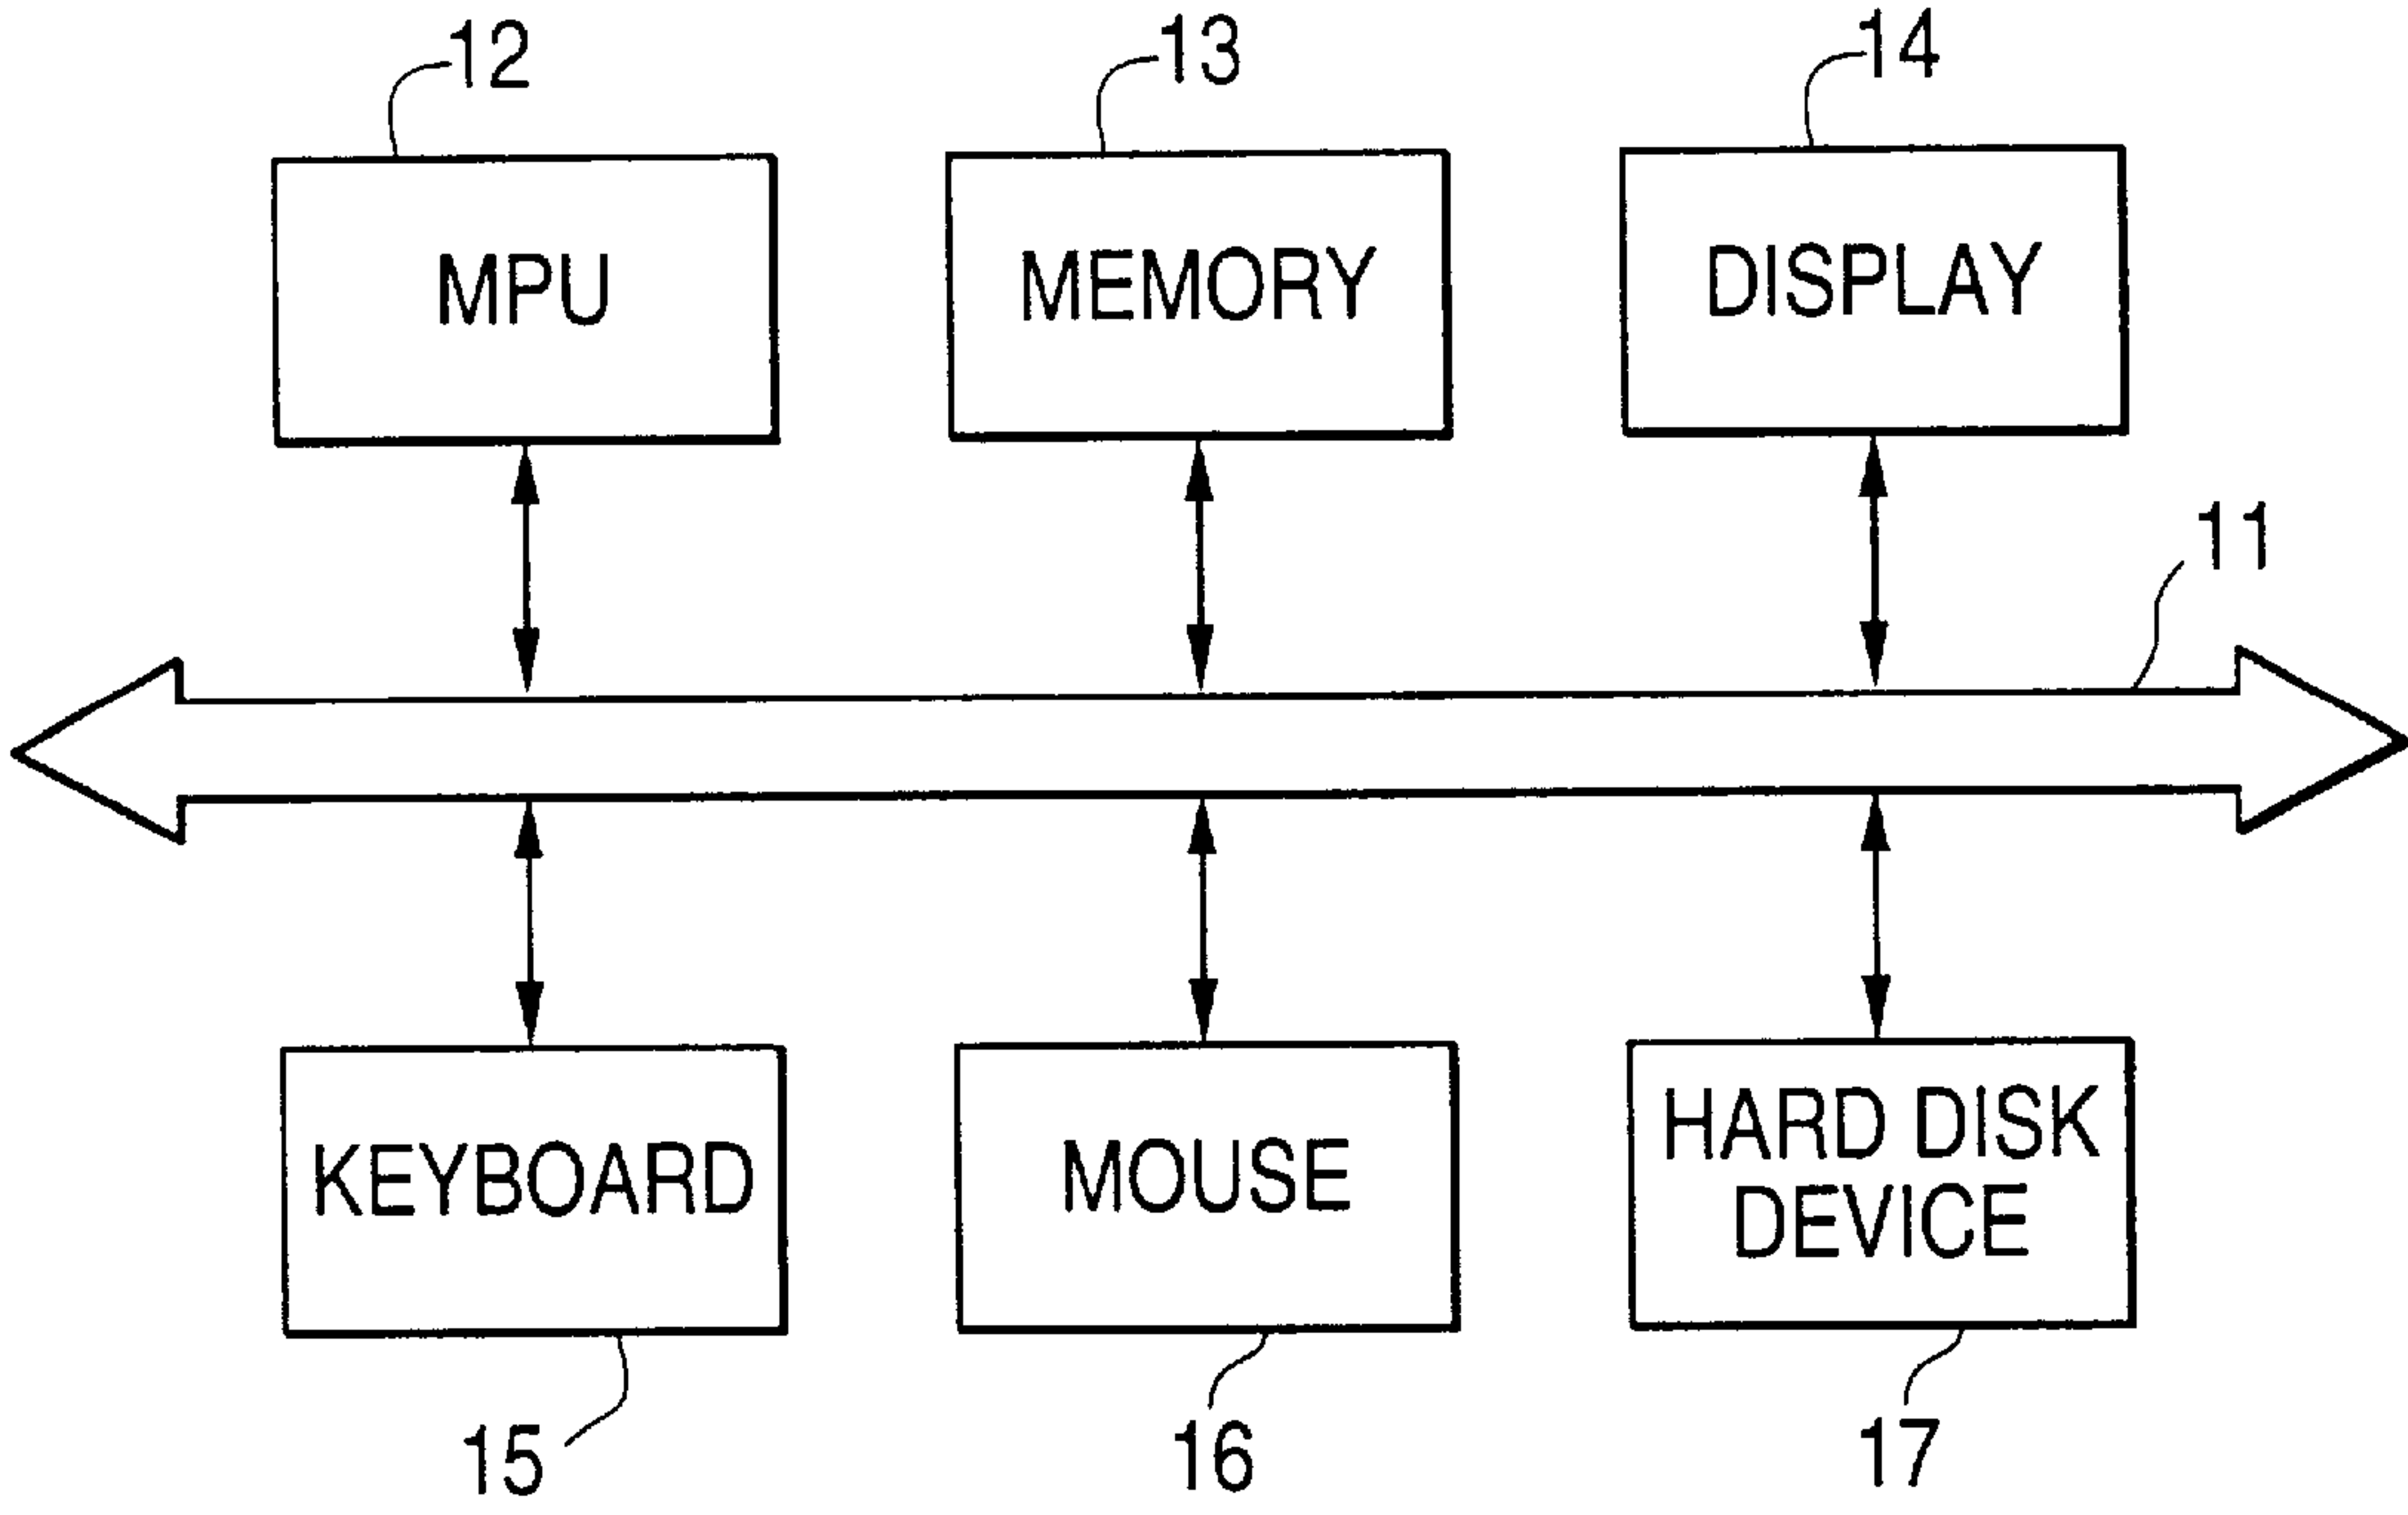 12
13
14
MPU
MEMORY
DISPLAY
11
KEYBOARD
MOUSE
HARD DISK
DEVICE
15
16
17